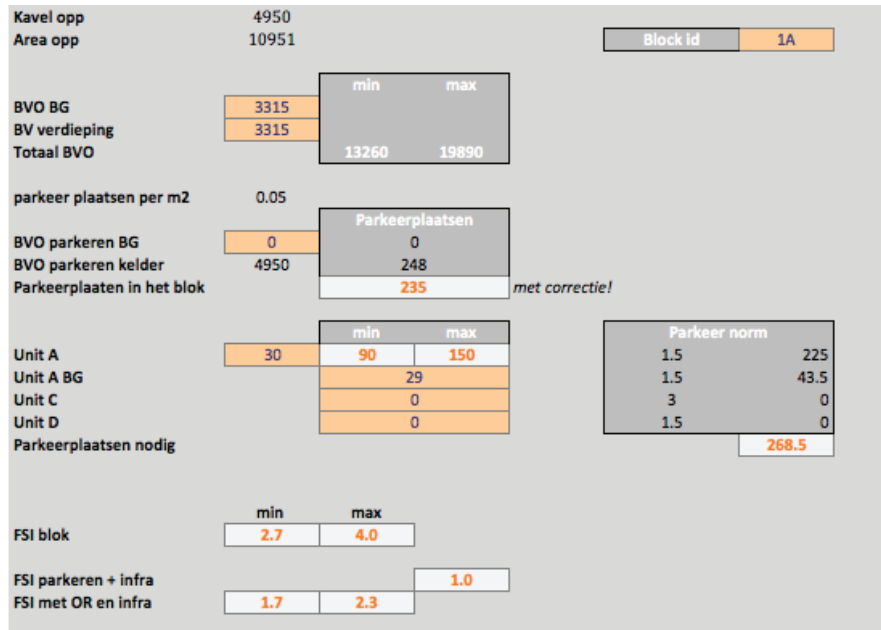 Kavel opp 4950
Area opp 10951 Block id 1A
min max
BVO BG 3315
BV verdieping 3315
Totaal BVO 13260 19890
parkeer plaatsen per m2 0.05
Parkeerplaatsen
BVO parkeren BG 0 0
BVO parkeren kelder 4950 248
Parkeerplaaten in het blok 235 met correctie!
min max Parkeer norm
Unit A 30 90 150 1.5 225
Unit A BG 29 1.5 43.5
Unit C 0 3 0
Unit D 0 1.5 0
Parkeerplaatsen nodig 268.5
min max
FSI blok 2.7 4.0
FSI parkeren + infra 1.0
FSI met OR en infra 1.7 2.3